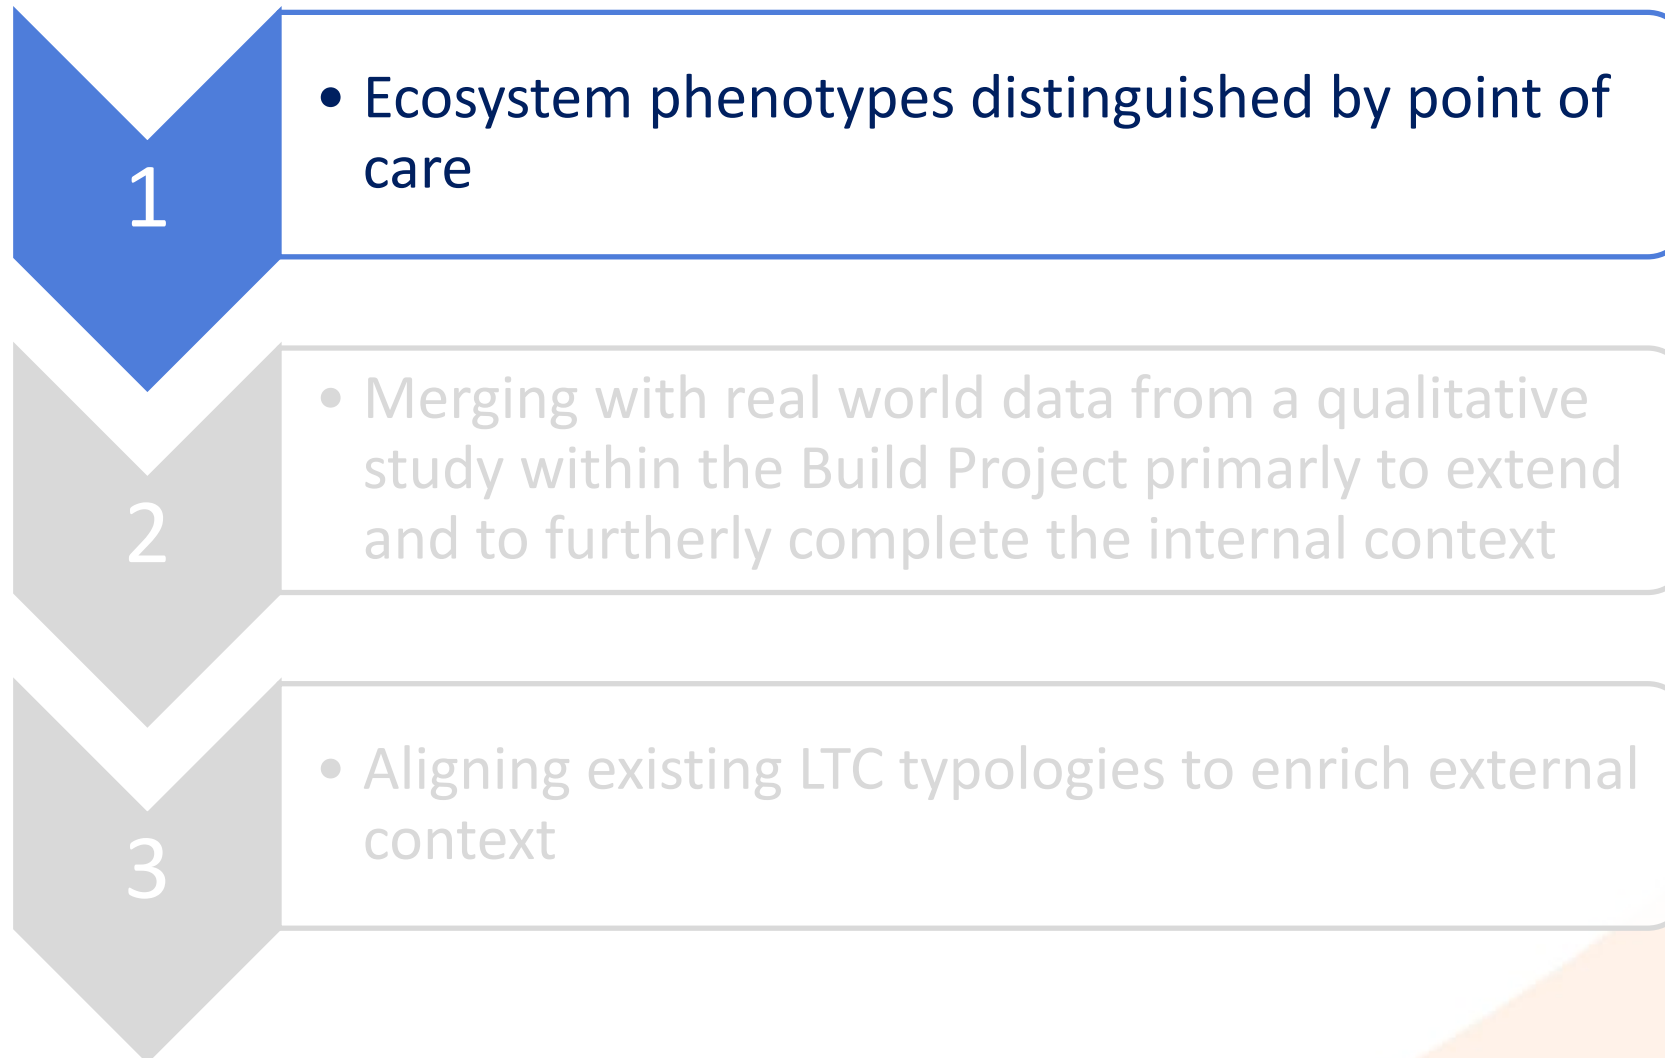 1
• Ecosystem phenotypes distinguished by point of
care
2
• Merging with real world data from a qualitative
study within the Build Project primarly to extend
and to furtherly complete the internal context
3
• Aligning existing LTC typologies to enrich external
context